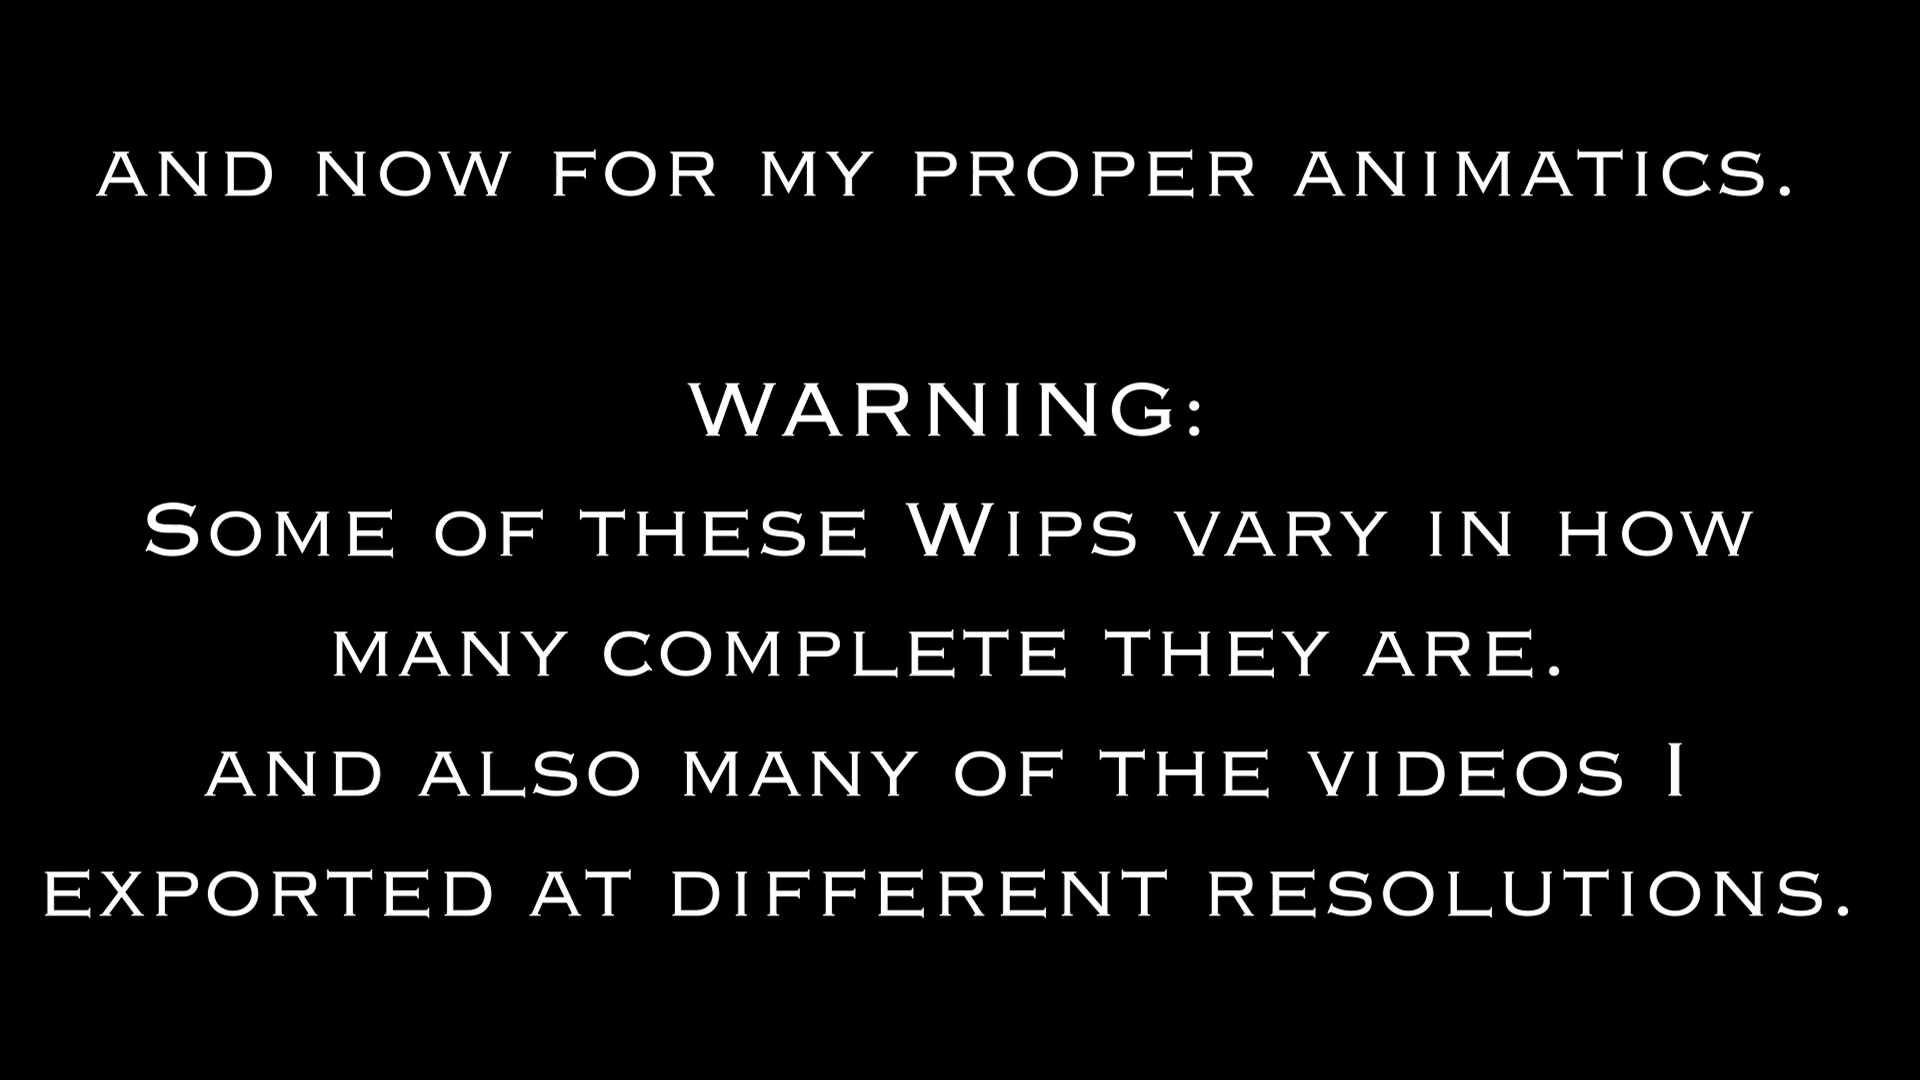 and now for my proper animatics.
WARNING:
Some of these Wips vary in how
many complete they are.
and also many of the videos I
exported at different resolutions.